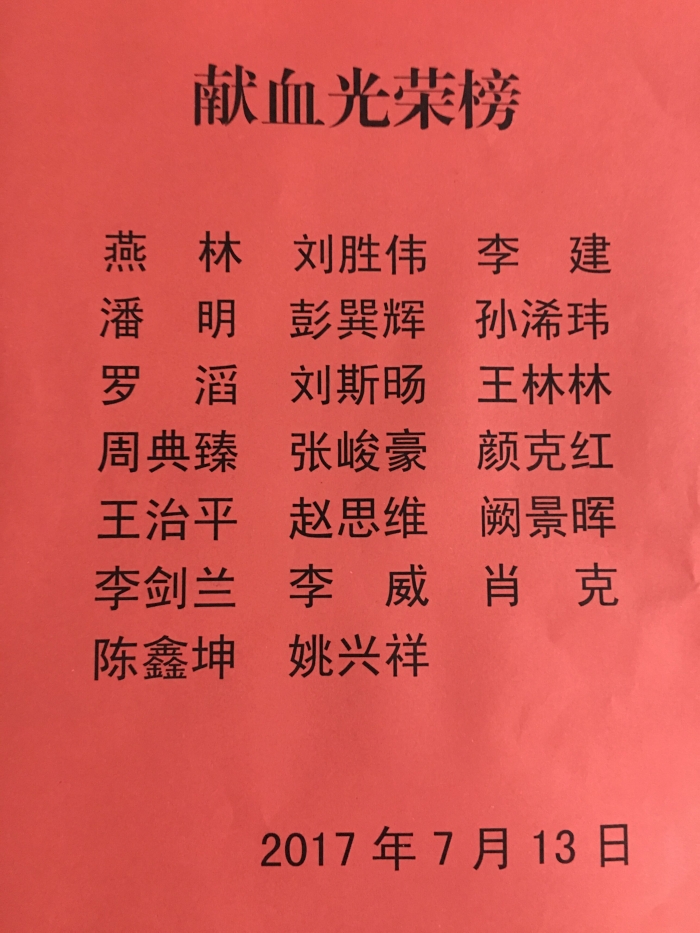 献血光荣榜
燕 林 刘胜伟 李 建
潘 明 彭巽辉 孙浠玮
罗 滔 刘斯旸 王林林
周典臻 张峻豪 颜克红
王治平 赵思维 阙景晖
李剑兰 李 威 肖 克
陈鑫坤 姚兴祥
2017 年 7 月 13 日